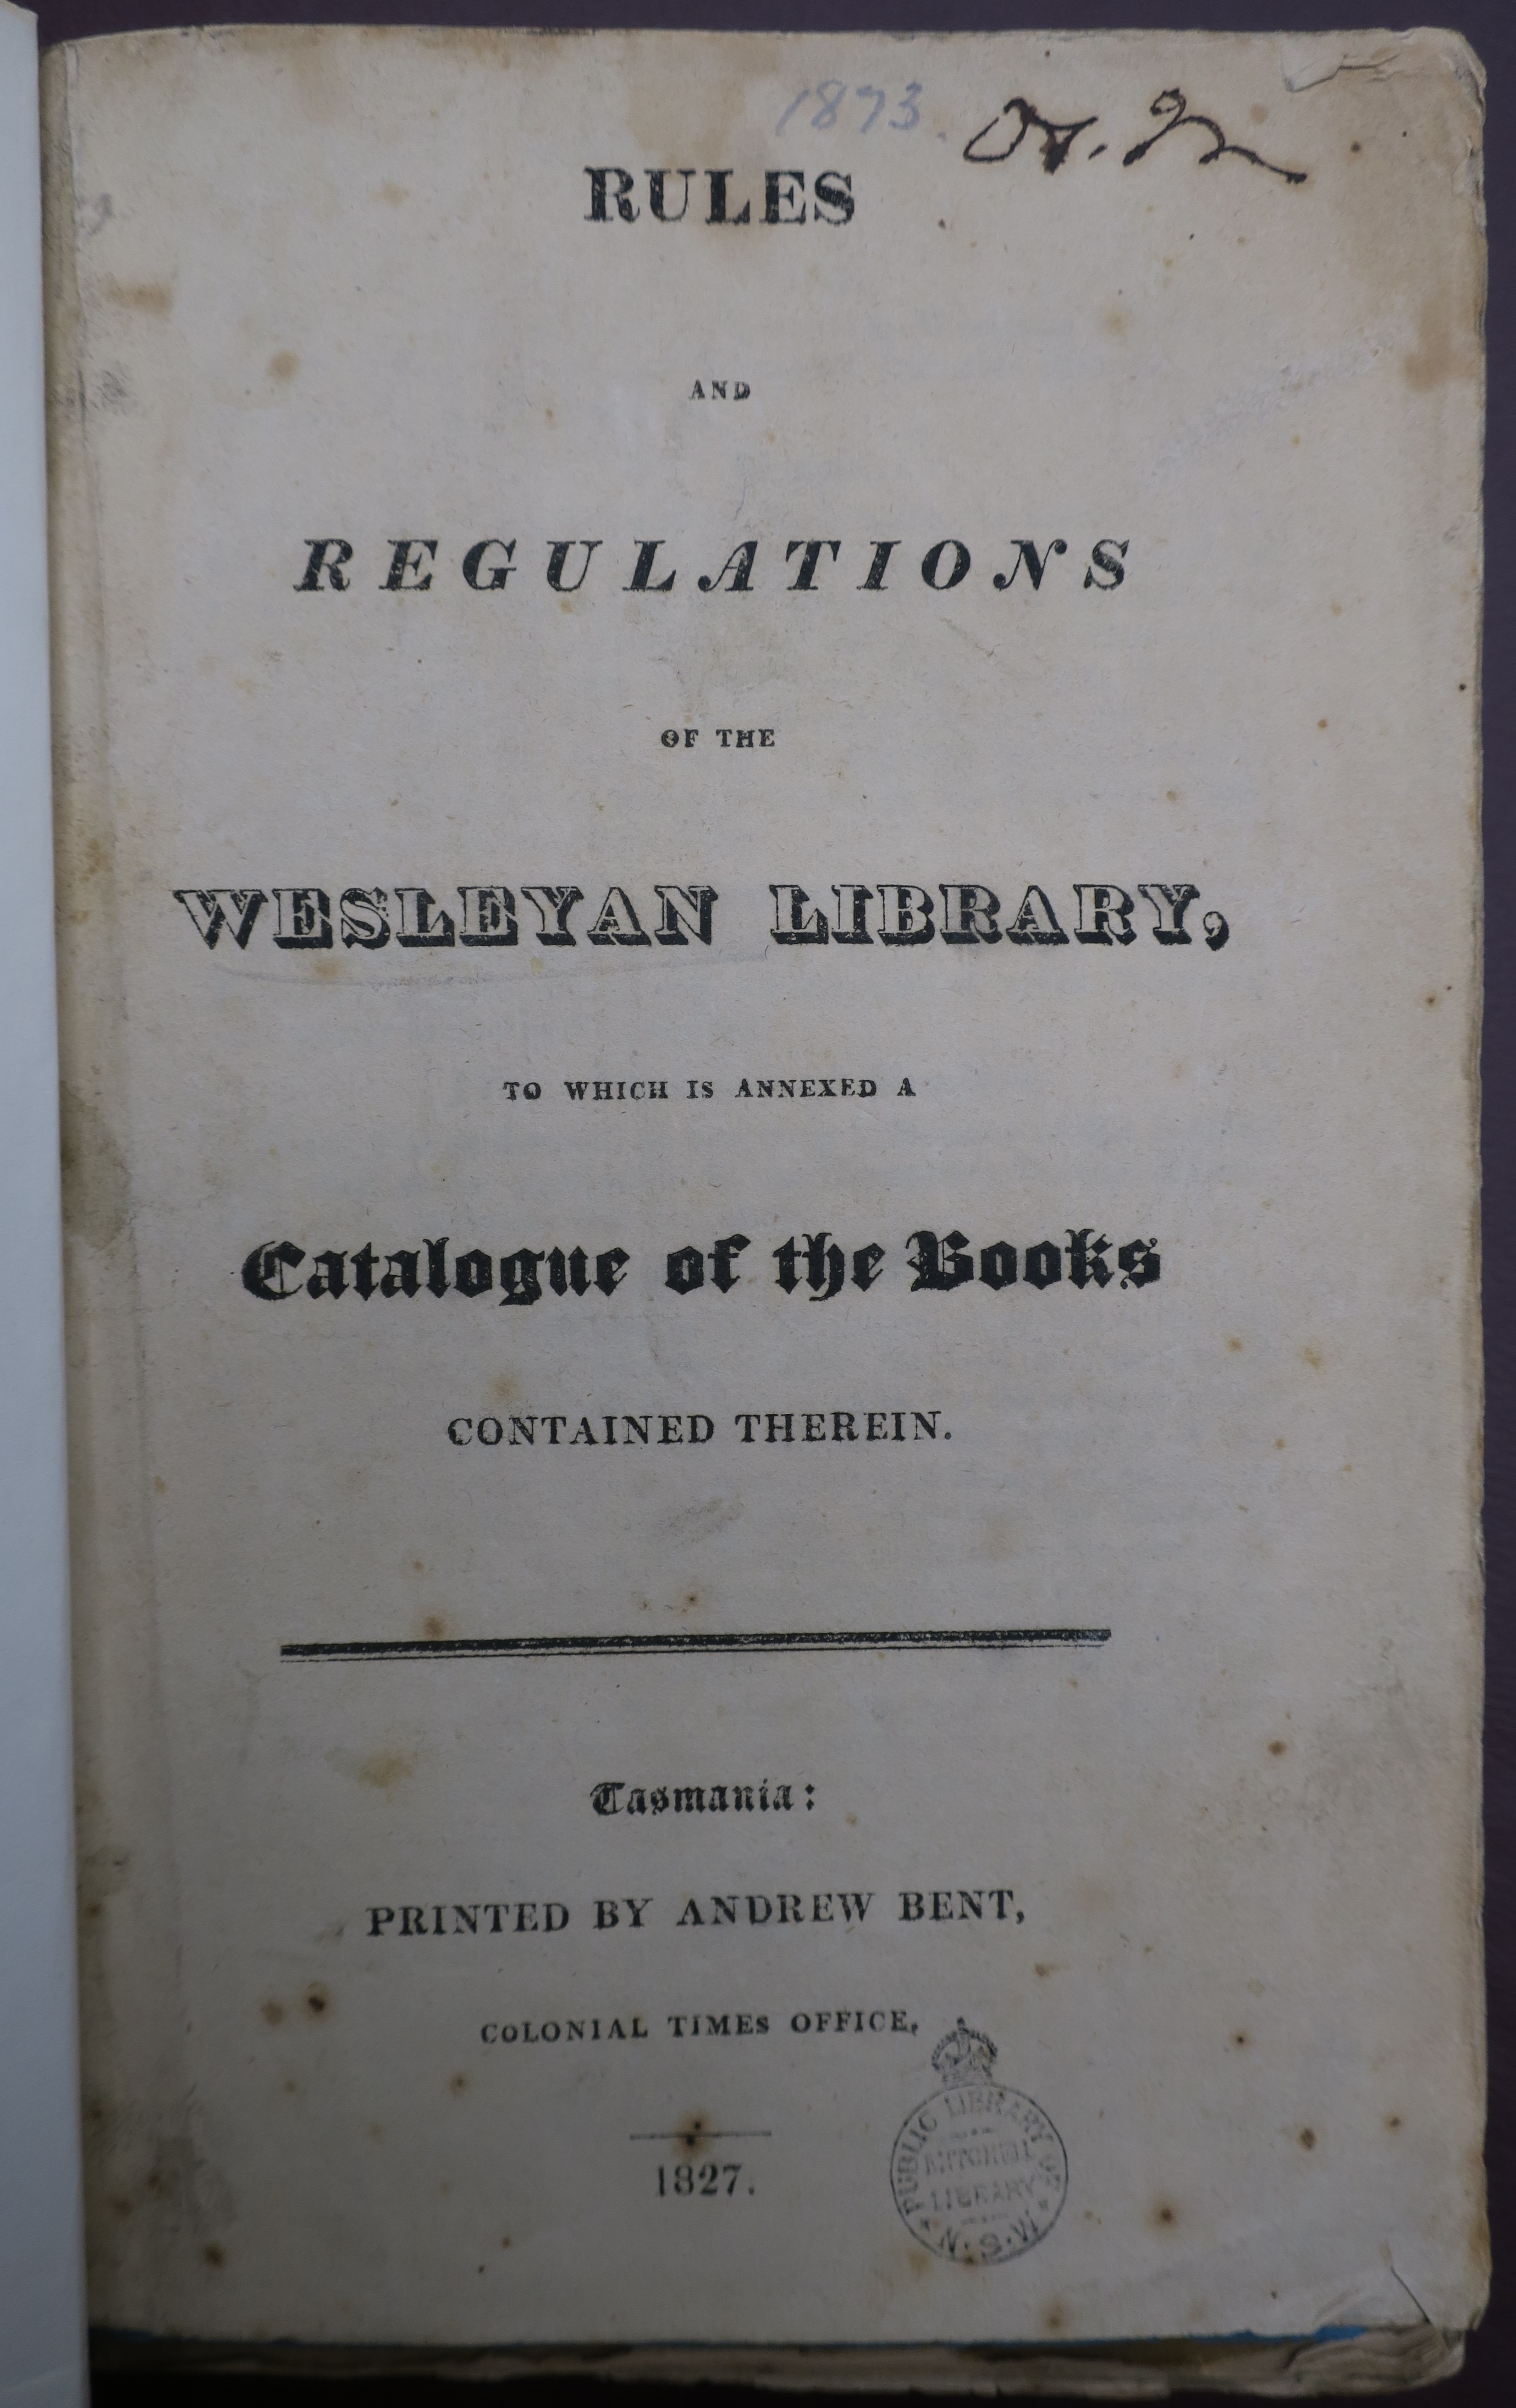 1873.
RULES
AND
REGULATIONS
OF THE
WESLEYAN LIBRARY,
TO WHICH IS ANNEXED A
Catalogue of the Books
CONTAINED THEREIN.
Tasmania:
PRINTED BY ANDREW BENT,
COLONIAL TIMES OFFICE,
1827.
PUBLIC LIBRARY OF
MITCHELL
LIBRARY
N.S.W.